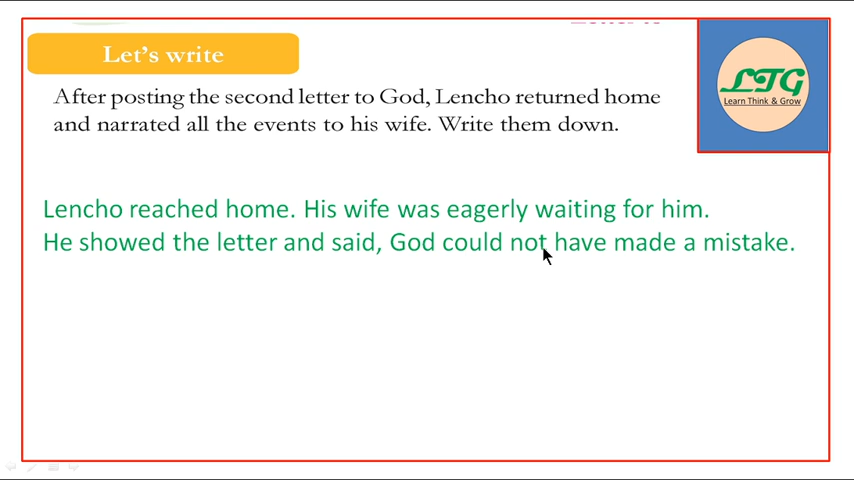 Let's write
LTG
Learn Think & Grow
After posting the second letter to God, Lencho returned home
and narrated all the events to his wife. Write them down.
Lencho reached home. His wife was eagerly waiting for him.
He showed the letter and said, God could not have made a mistake.